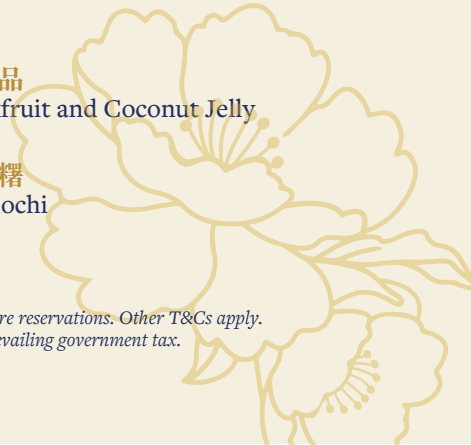 品
fruit and Coconut Jelly
糬
ochi
re reservations. Other T&Cs apply.
evailing government tax.